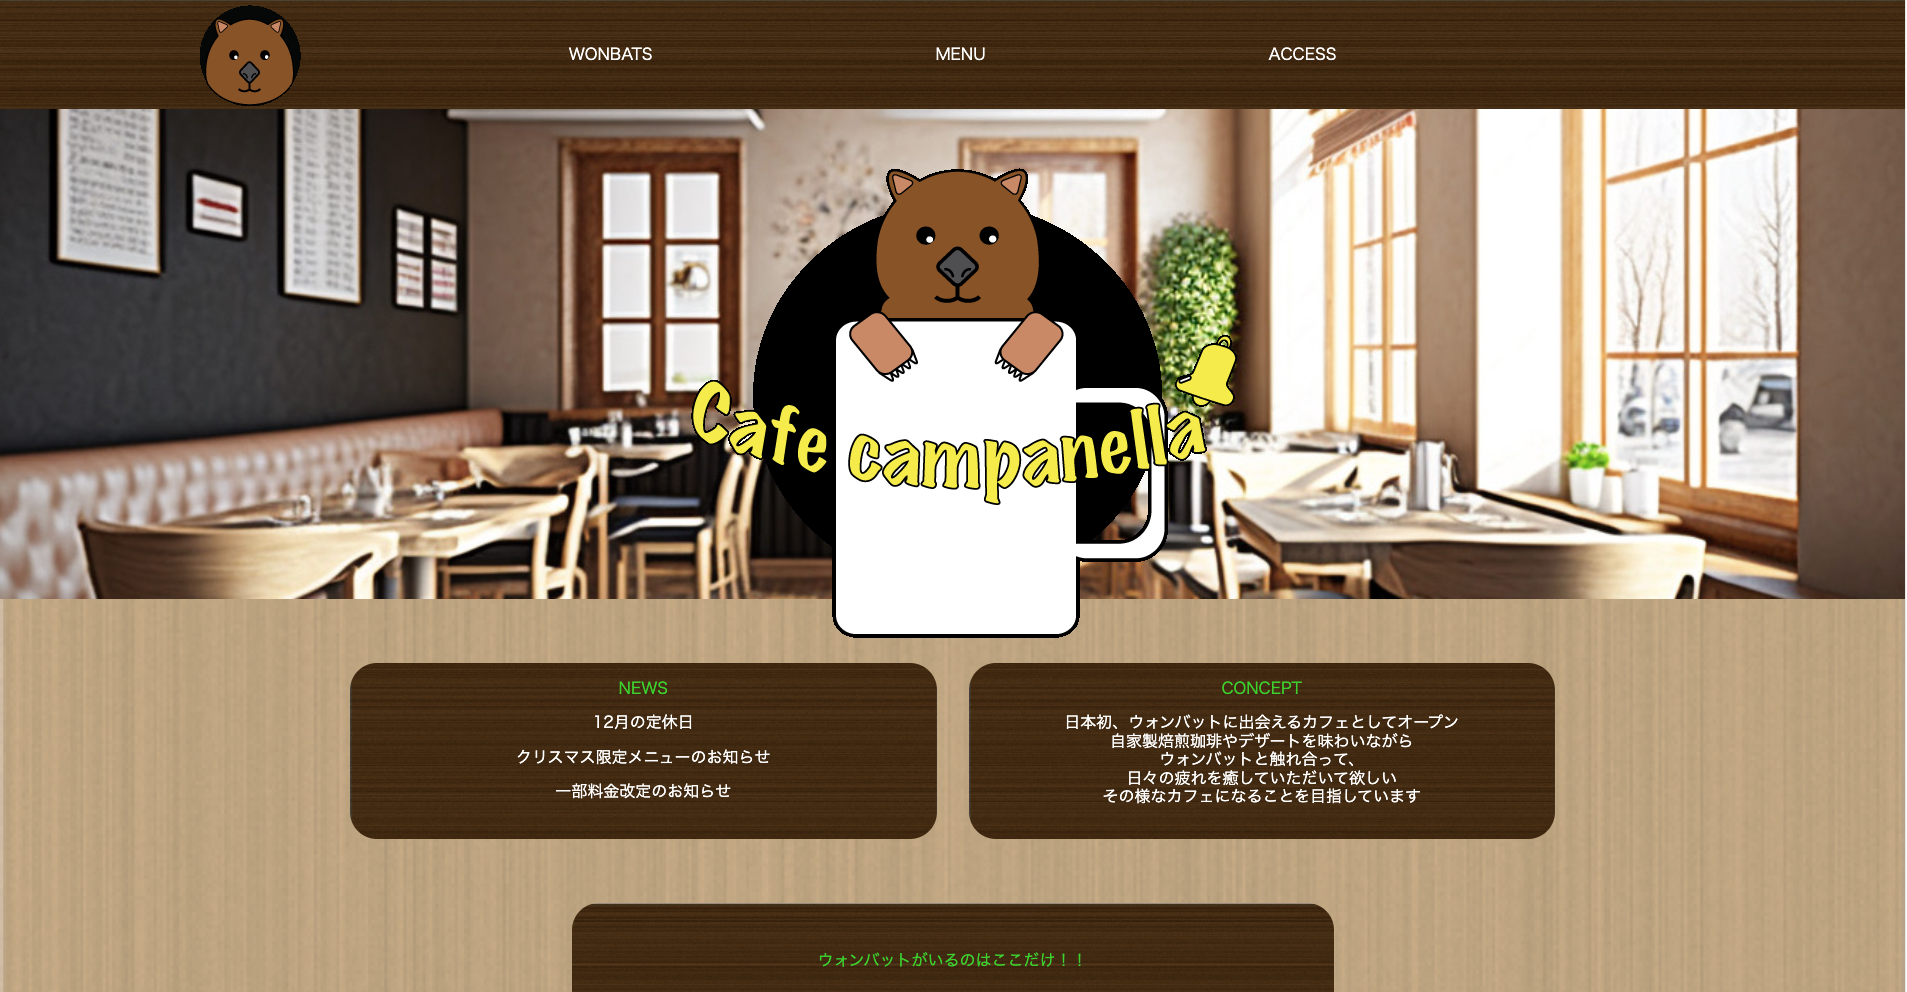 WONBATS
MENU
ACCESS
Cafe campanella
NEWS
12月の定休日
クリスマス限定メニューのお知らせ
一部料金改定のお知らせ
CONCEPT
日本初、ウォンバットに出会えるカフェとしてオープン
自家製焙煎珈琲やデザートを味わいながら
ウォンバットと触れ合って、
日々の疲れを癒していただいて欲しい
その様なカフェになることを目指しています
ウォンバットがいるのはここだけ！！